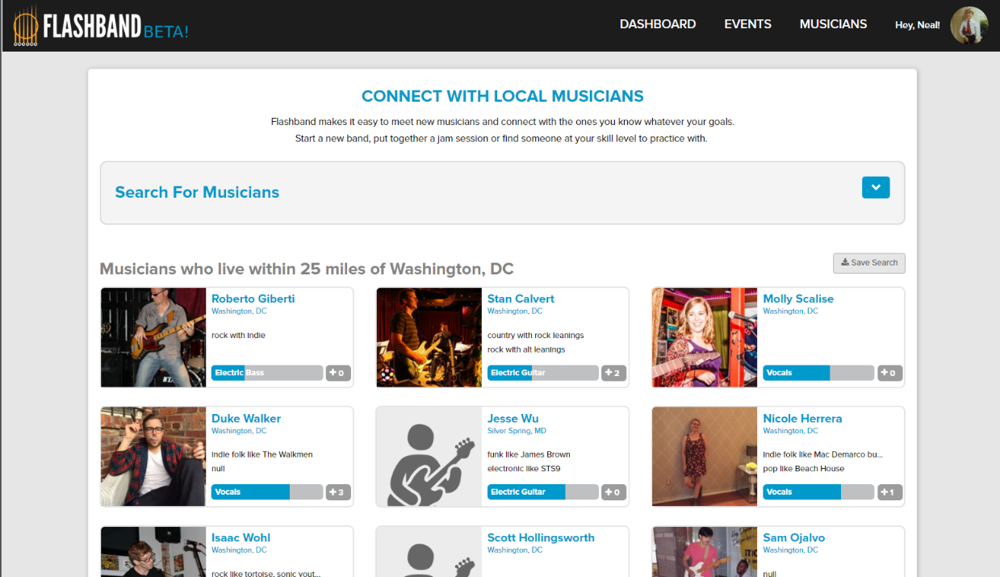 FLASHBAND BETA!
DASHBOARD EVENTS MUSICIANS Hey, Neal!
CONNECT WITH LOCAL MUSICIANS
Flashband makes it easy to meet new musicians and connect with the ones you know whatever your goals.
Start a new band, put together a jam session or find someone at your skill level to practice with.
Search For Musicians
Musicians who live within 25 miles of Washington, DC
Save Search
Roberto Giberti
Washington, DC
rock with indie
Electric Bass +0
Stan Calvert
Washington, DC
country with rock leanings
rock with alt leanings
Electric Guitar +2
Molly Scalise
Washington, DC
Vocals +0
Duke Walker
Washington, DC
indie folk like The Walkmen
null
Vocals +3
Jesse Wu
Silver Spring, MD
funk like James Brown
electronic like STS9
Electric Guitar +0
Nicole Herrera
Washington, DC
indie folk like Mac Demarco bu...
pop like Beach House
Vocals +1
Isaac Wohl
Washington, DC
rock like tortoise, sonic yout...
Scott Hollingsworth
Washington, DC
Sam Ojalvo
Washington, DC
null